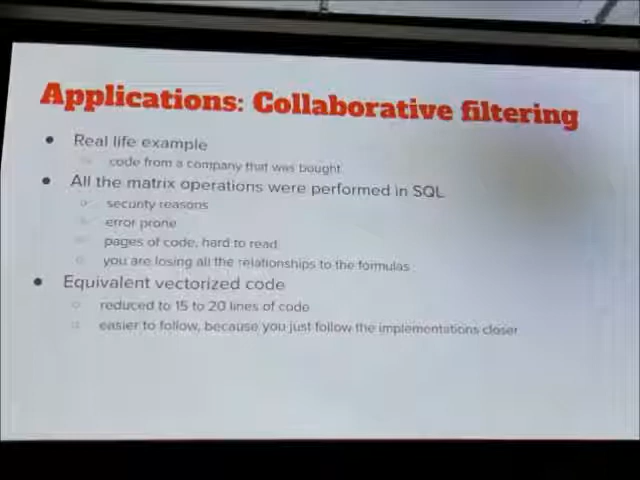 Applications: Collaborative filtering
Real life example
code from a company that was bought
All the matrix operations were performed in SQL
security reasons
error prone
pages of code, hard to read
you are losing all the relationships to the formulas
Equivalent vectorized code
reduced to 15 to 20 lines of code
easier to follow, because you just follow the implementations closer